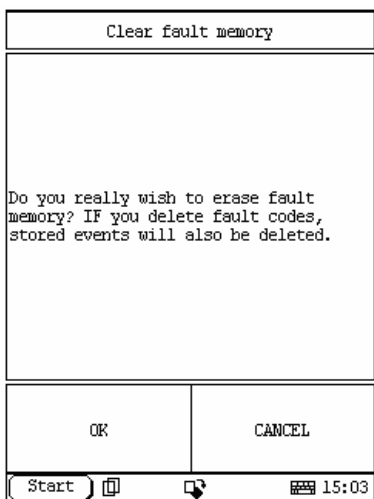 Clear fault memory
Do you really wish to erase fault
memory? IF you delete fault codes,
stored events will also be deleted.
OK
CANCEL
Start
15:03